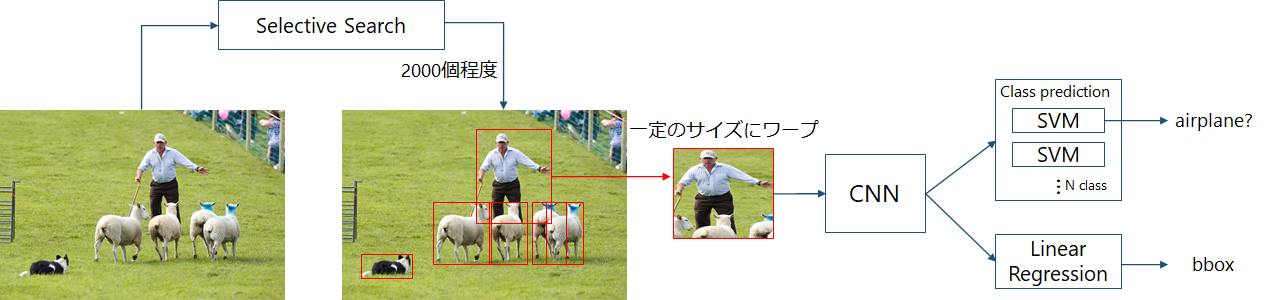 Selective Search
2000個程度
一定のサイズにワープ
CNN
Class prediction
SVM
SVM
⋮N class
airplane?
Linear
Regression
bbox